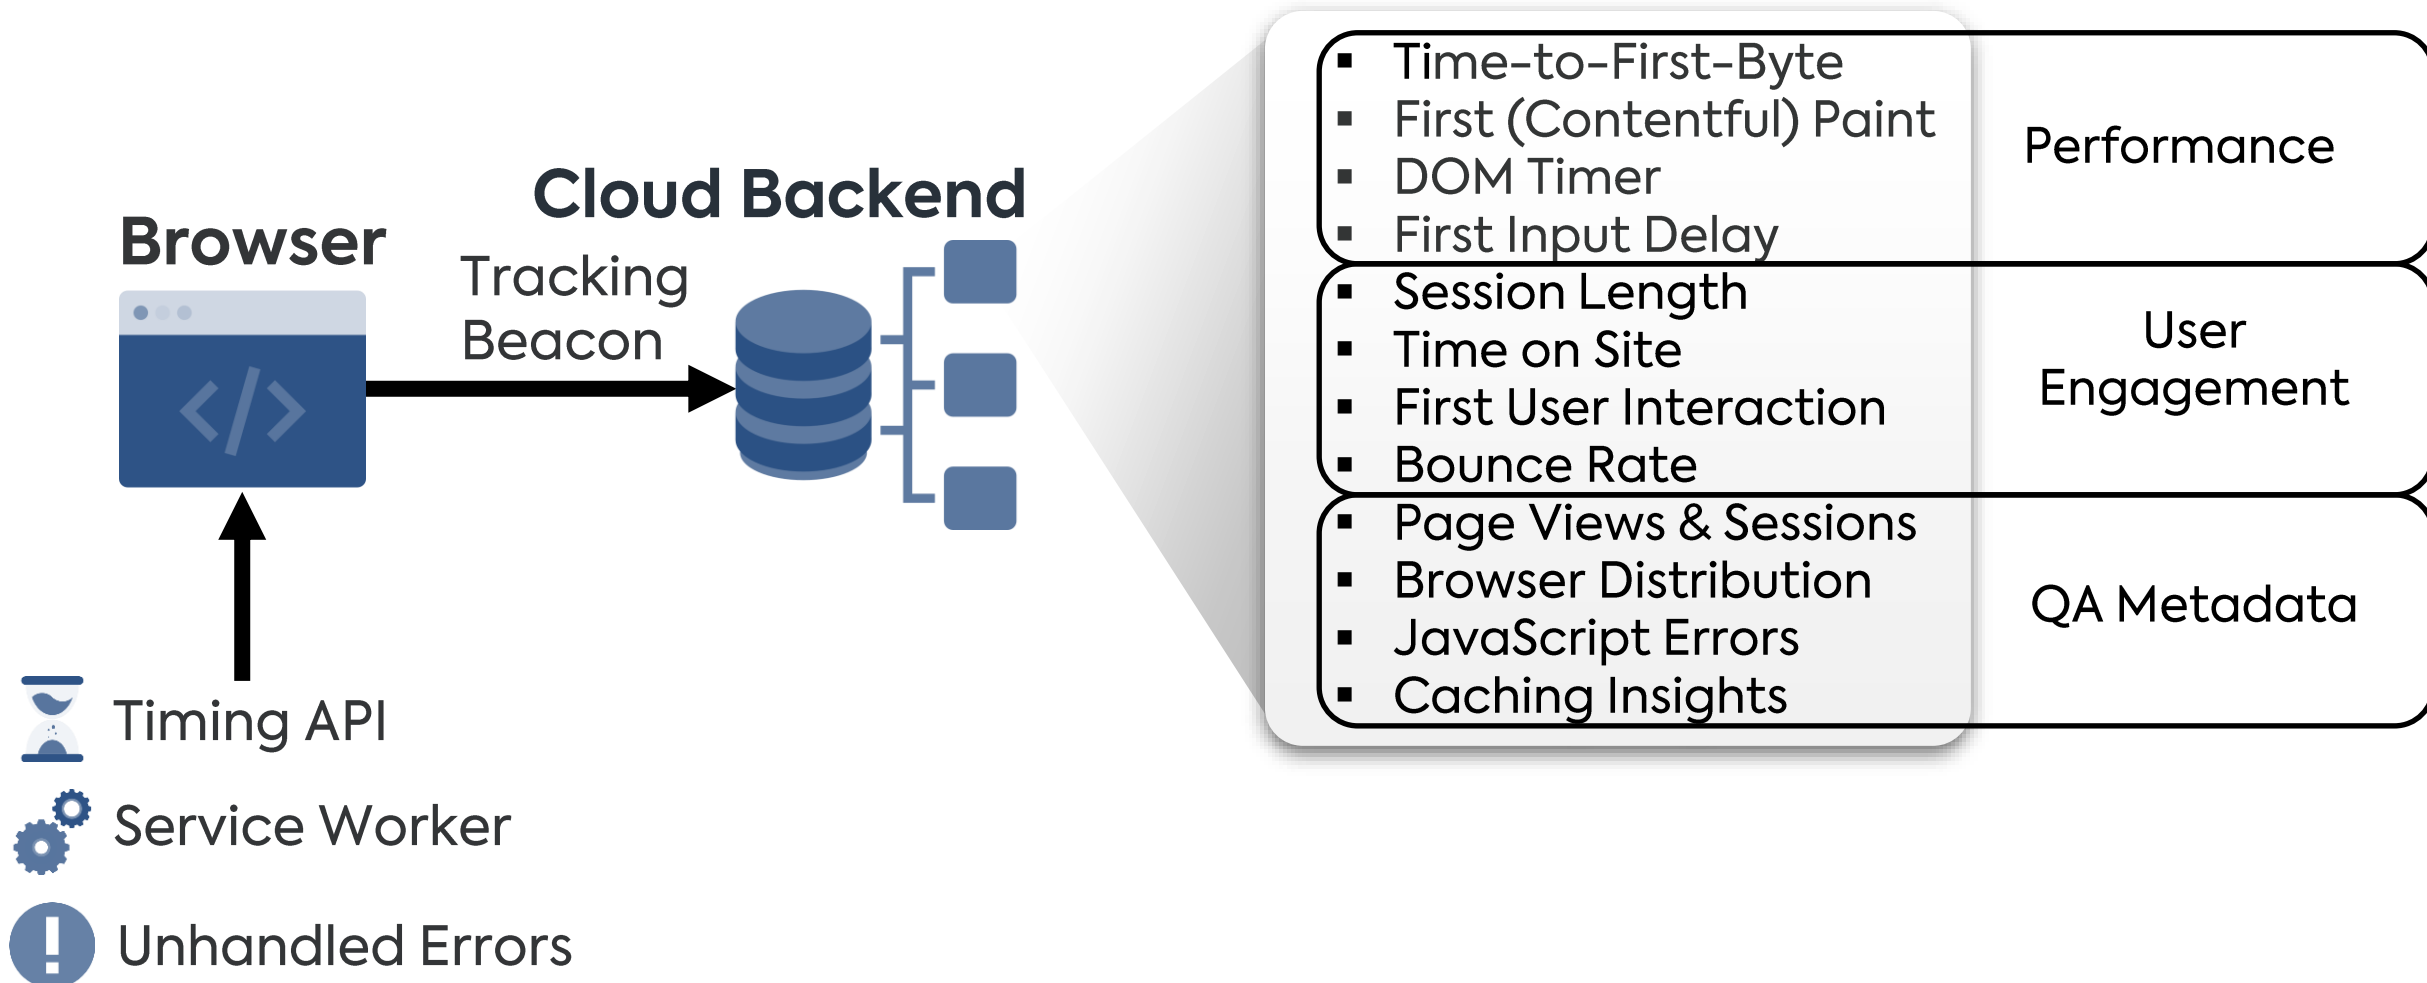 Browser
Cloud Backend
Tracking
Beacon
Timing API
Service Worker
Unhandled Errors
▪ Time-to-First-Byte
▪ First (Contentful) Paint
▪ DOM Timer
▪ First Input Delay
Performance
▪ Session Length
▪ Time on Site
▪ First User Interaction
▪ Bounce Rate
User
Engagement
▪ Page Views & Sessions
▪ Browser Distribution
▪ JavaScript Errors
▪ Caching Insights
QA Metadata